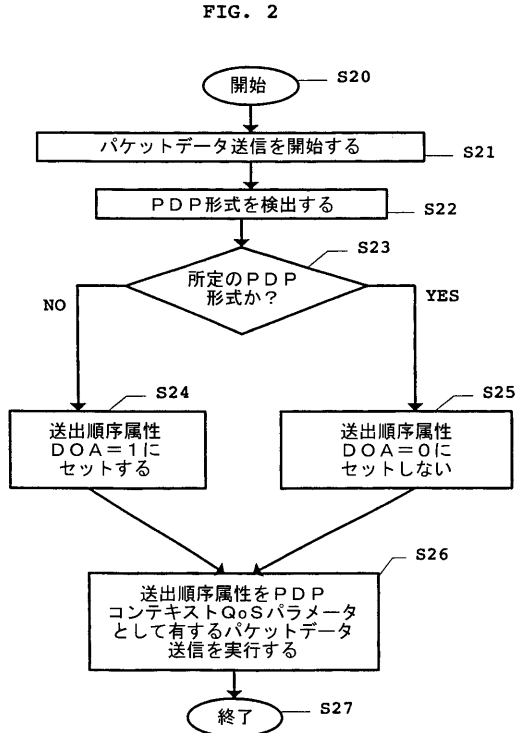 FIG. 2
開始
S20
パケットデータ送信を開始する
S21
ＰＤＰ形式を検出する
S22
S23
所定のＰＤＰ
形式か？
NO
YES
S24
送出順序属性
ＤＯＡ＝１に
セットする
S25
送出順序属性
ＤＯＡ＝０に
セットしない
S26
送出順序属性をＰＤＰ
コンテキストＱｏＳパラメータ
として有するパケットデータ
送信を実行する
終了
S27